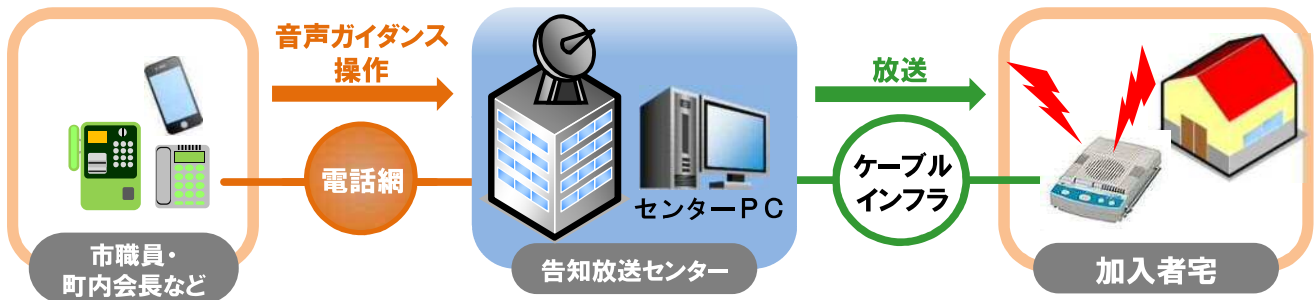 音声ガイダンス
操作
電話網
市職員・
町内会長など
センターPC
告知放送センター
放送
ケーブル
インフラ
加入者宅